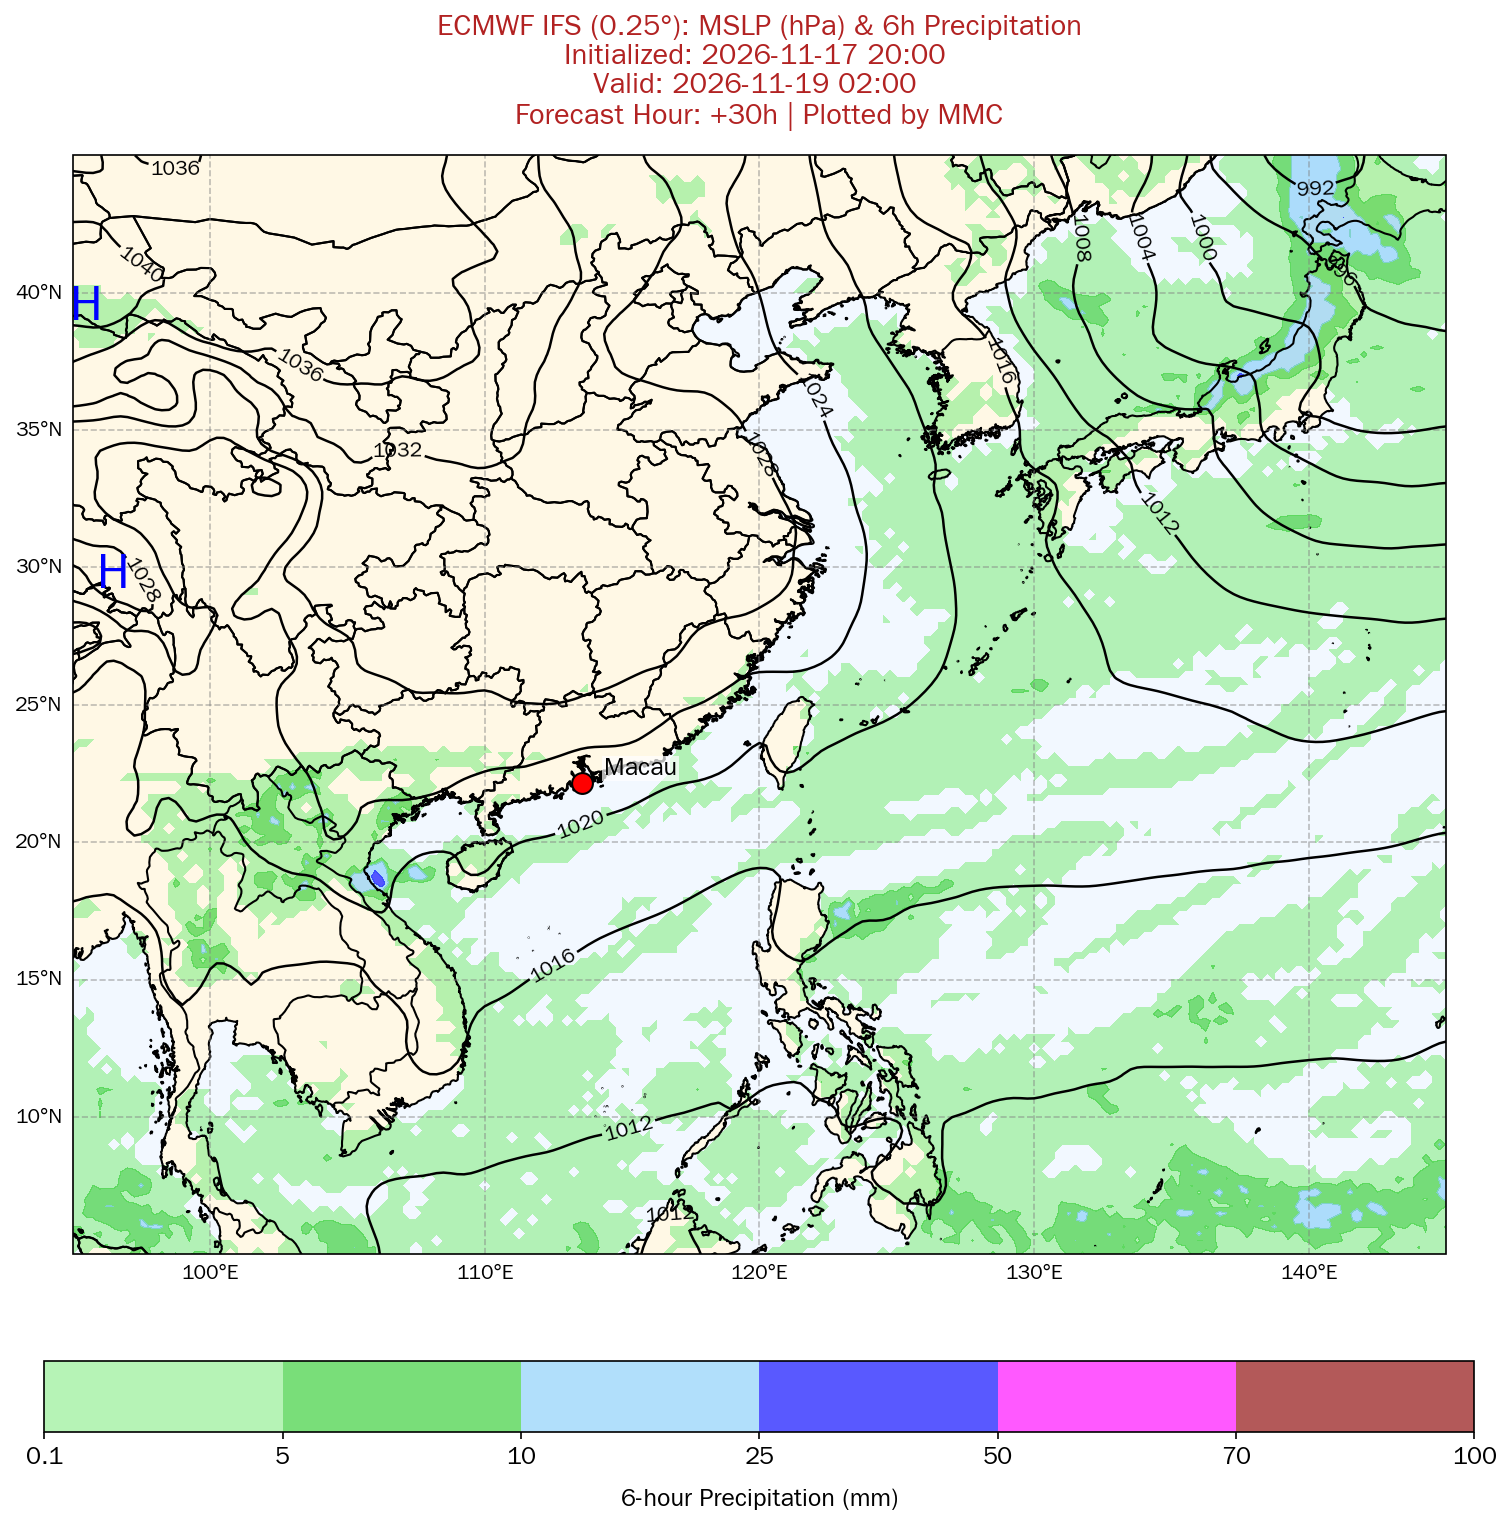 ECMWF IFS (0.25°): MSLP (hPa) & 6h Precipitation
Initialized: 2026-11-17 20:00
Valid: 2026-11-19 02:00
Forecast Hour: +30h | Plotted by MMC
1036
992
1040
1008
1004
1000
996
H
40°N
1036
1016
1024
35°N
1032
1028
1012
30°N
H
1028
25°N
Macau
20°N
1020
15°N
1016
10°N
1012
1012
100°E
110°E
120°E
130°E
140°E
0.1
5
10
25
50
70
100
6-hour Precipitation (mm)